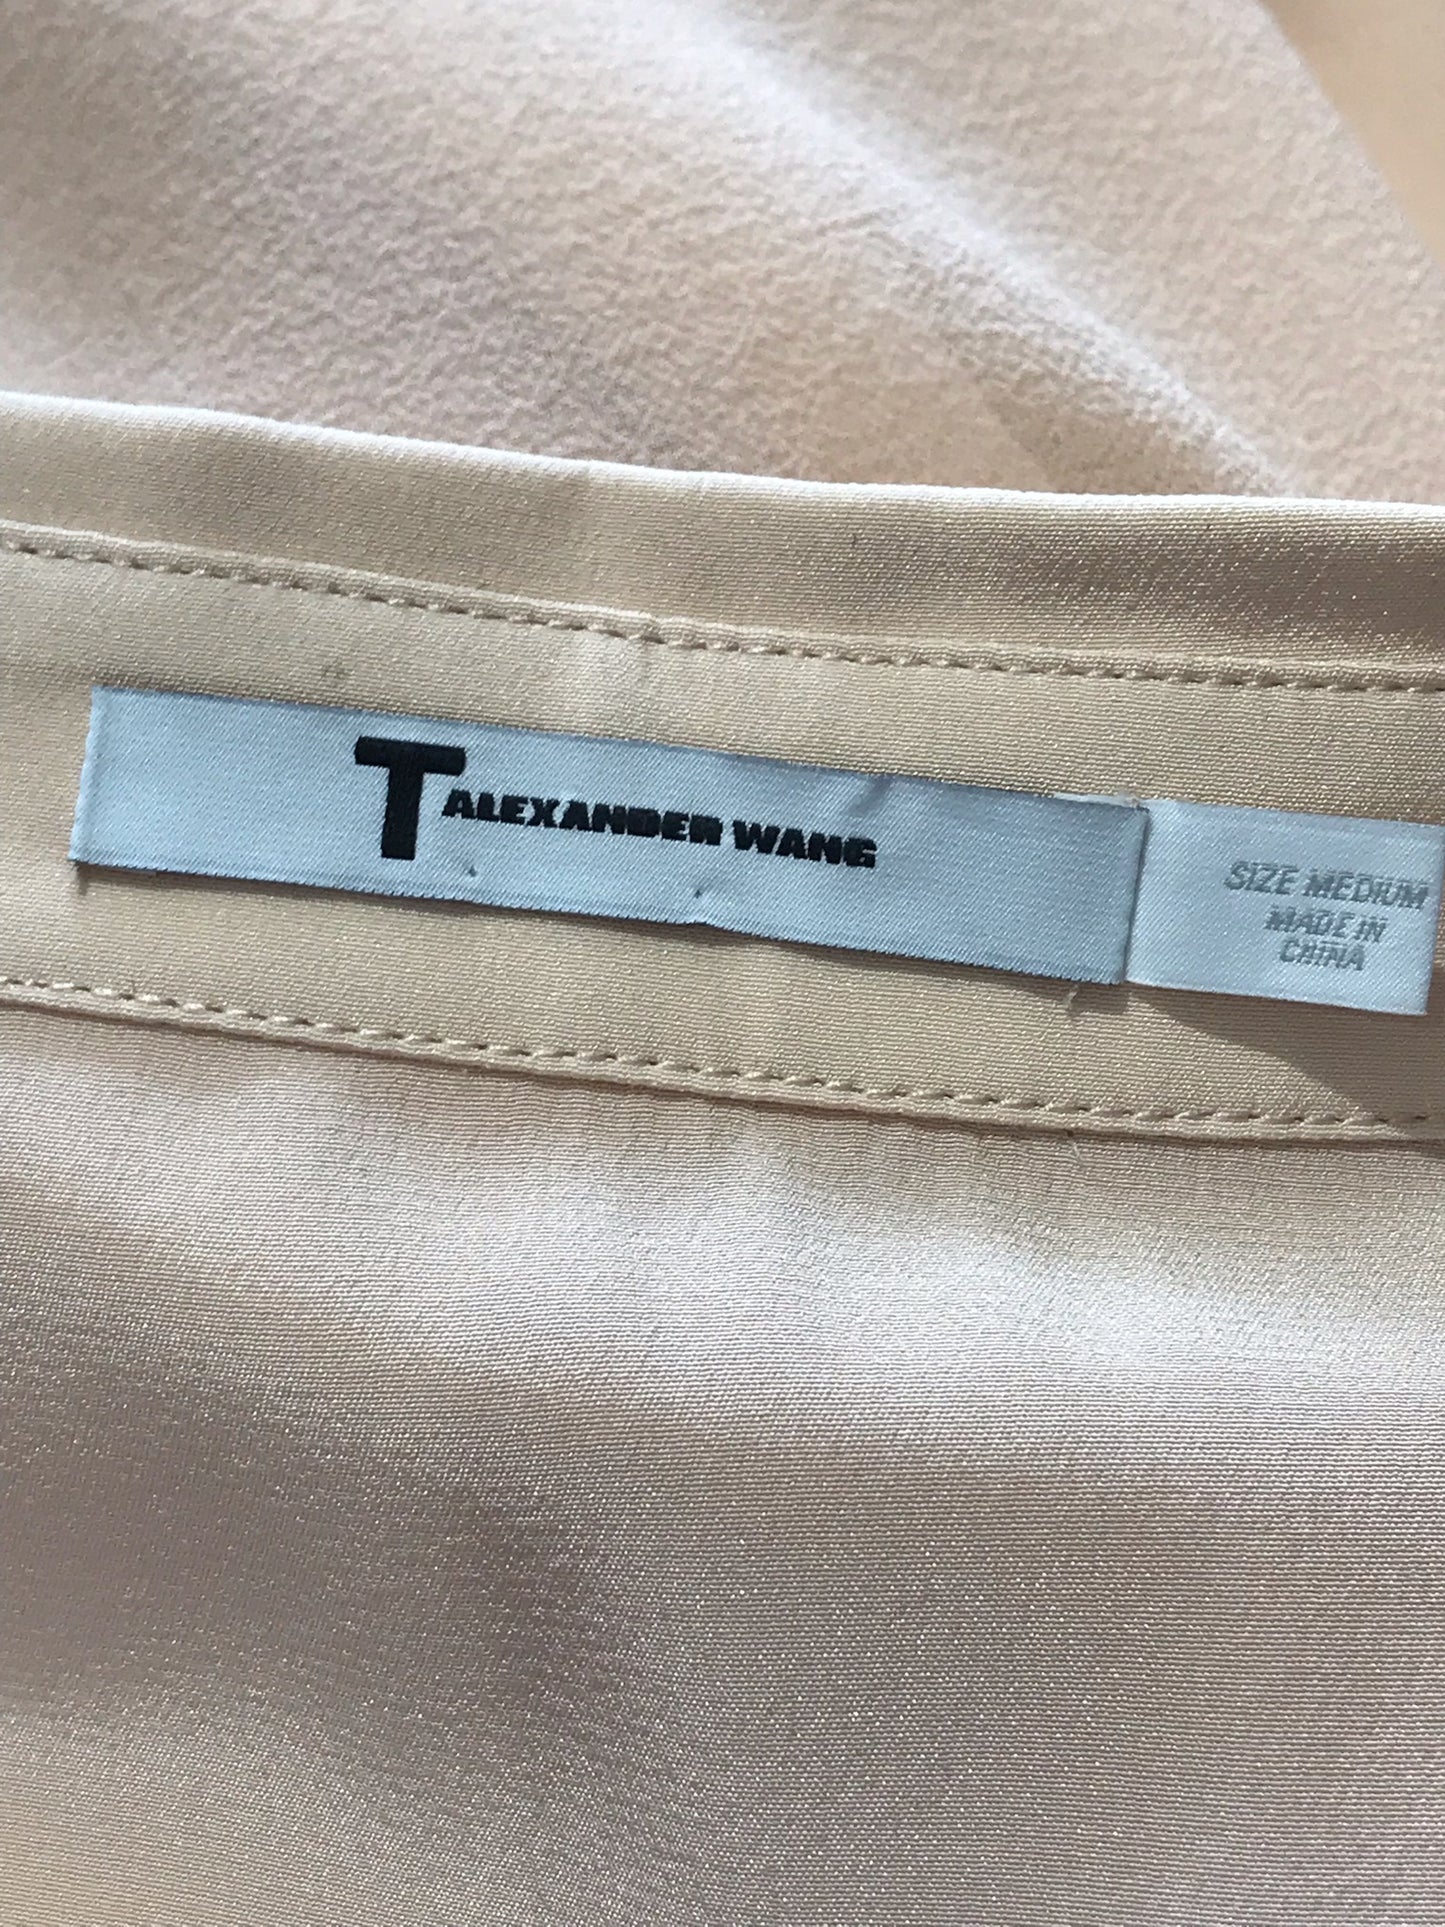 T ALEXANDER WANG
SIZE MEDIUM
MADE IN
CHINA